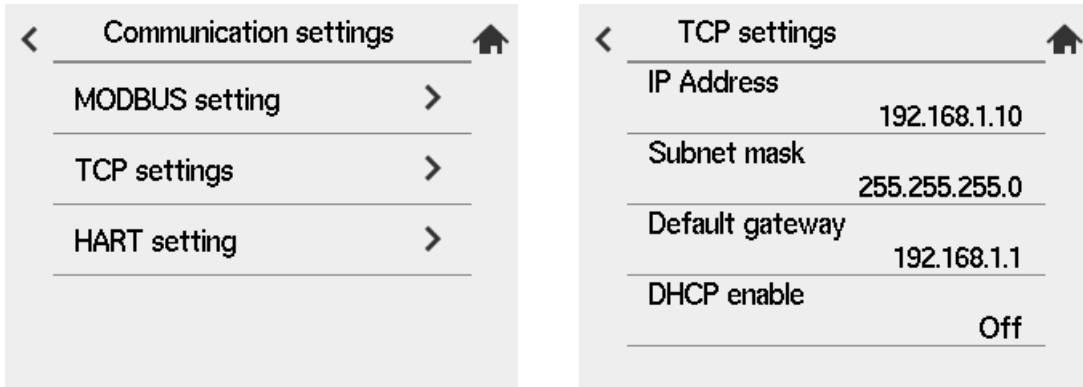 Communication settings
MODBUS setting
TCP settings
HART setting
TCP settings
IP Address
192.168.1.10
Subnet mask
255.255.255.0
Default gateway
192.168.1.1
DHCP enable
Off